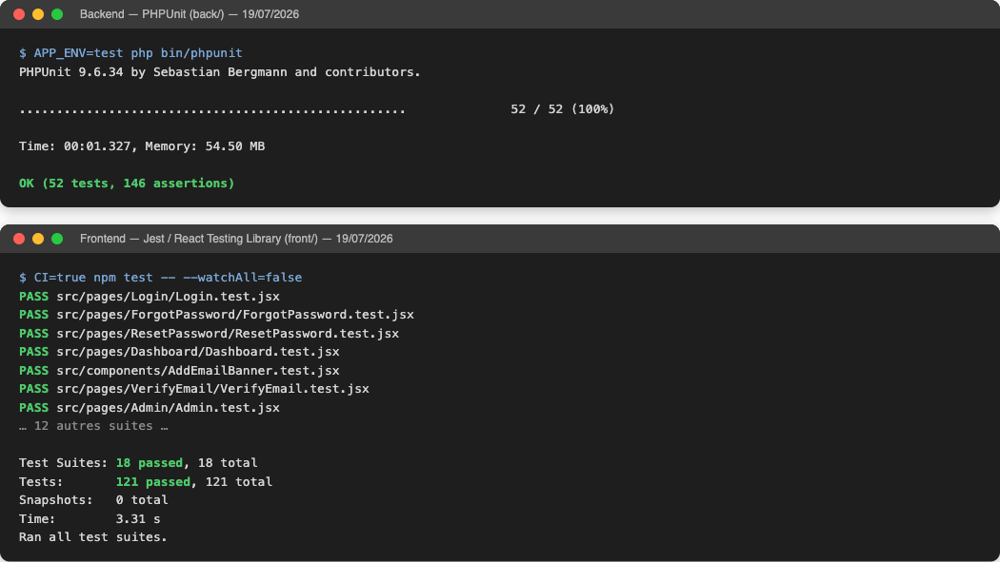 Backend — PHPUnit (back/) — 19/07/2026
$ APP_ENV=test php bin/phpunit
PHPUnit 9.6.34 by Sebastian Bergmann and contributors.
.................................................... 52 / 52 (100%)
Time: 00:01.327, Memory: 54.50 MB
OK (52 tests, 146 assertions)
Frontend — Jest / React Testing Library (front/) — 19/07/2026
$ CI=true npm test -- --watchAll=false
PASS src/pages/Login/Login.test.jsx
PASS src/pages/ForgotPassword/ForgotPassword.test.jsx
PASS src/pages/ResetPassword/ResetPassword.test.jsx
PASS src/pages/Dashboard/Dashboard.test.jsx
PASS src/components/AddEmailBanner.test.jsx
PASS src/pages/VerifyEmail/VerifyEmail.test.jsx
PASS src/pages/Admin/Admin.test.jsx
… 12 autres suites …
Test Suites: 18 passed, 18 total
Tests: 121 passed, 121 total
Snapshots: 0 total
Time: 3.31 s
Ran all test suites.